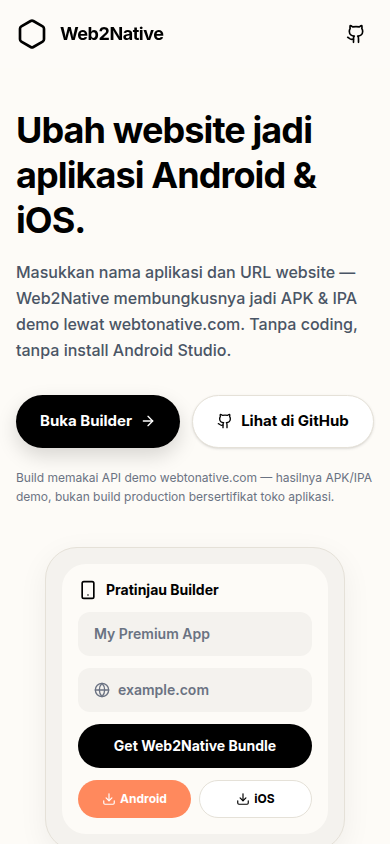 Web2Native
Ubah website jadi
aplikasi Android &
iOS.
Masukkan nama aplikasi dan URL website —
Web2Native membungkusnya jadi APK & IPA
demo lewat webtonative.com. Tanpa coding,
tanpa install Android Studio.
Buka Builder
Lihat di GitHub
Build memakai API demo webtonative.com — hasilnya APK/IPA
demo, bukan build production bersertifikat toko aplikasi.
Pratinjau Builder
My Premium App
example.com
Get Web2Native Bundle
Android
iOS